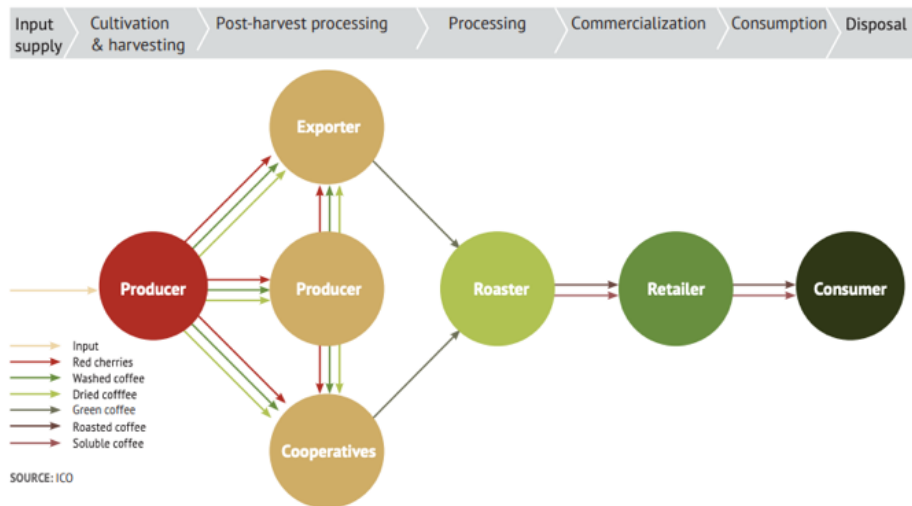 Input supply
Cultivation & harvesting
Post-harvest processing
Processing
Commercialization
Consumption
Disposal
Exporter
Producer
Producer
Roaster
Retailer
Consumer
Cooperatives
Input
Red cherries
Washed coffee
Dried cofffee
Green coffee
Roasted coffee
Soluble coffee
SOURCE: ICO